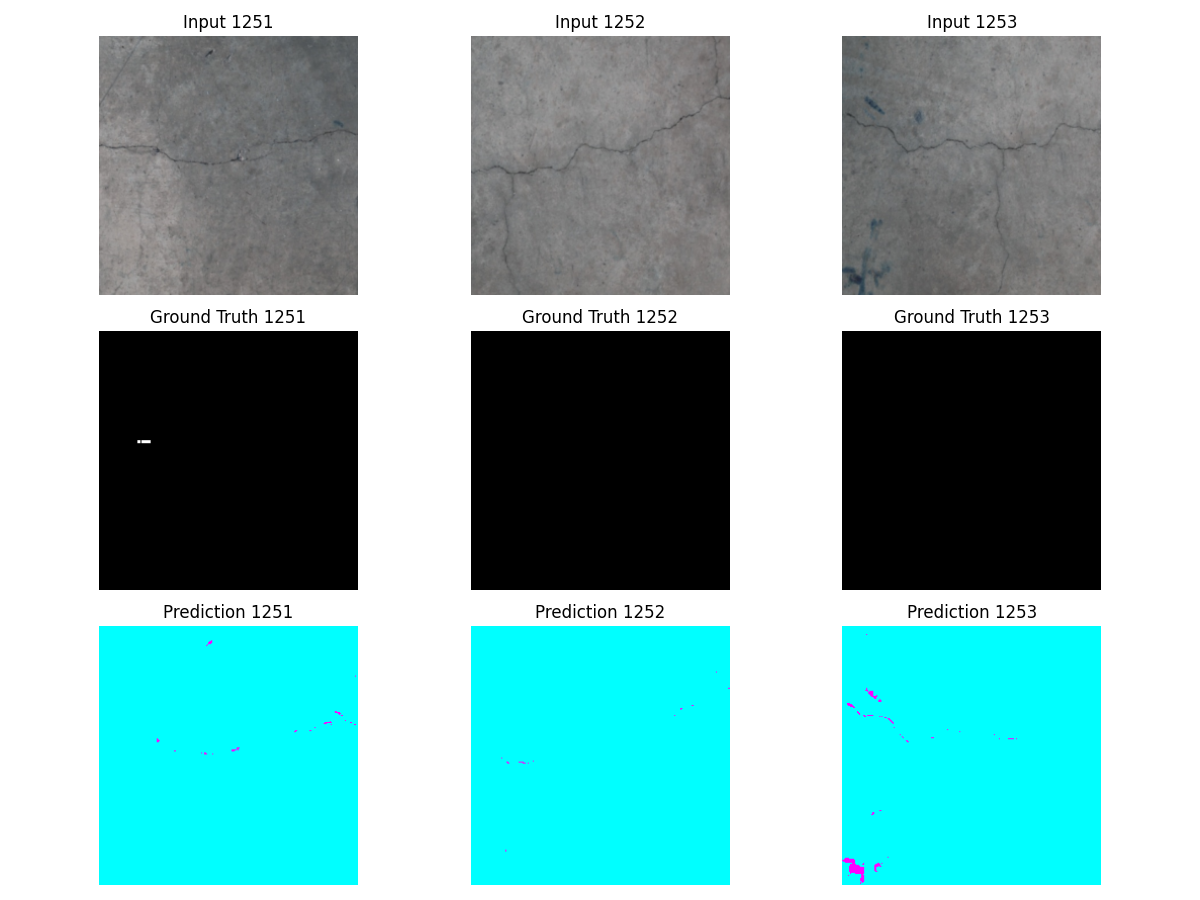 Input 1251
Input 1252
Input 1253
Ground Truth 1251
Ground Truth 1252
Ground Truth 1253
Prediction 1251
Prediction 1252
Prediction 1253